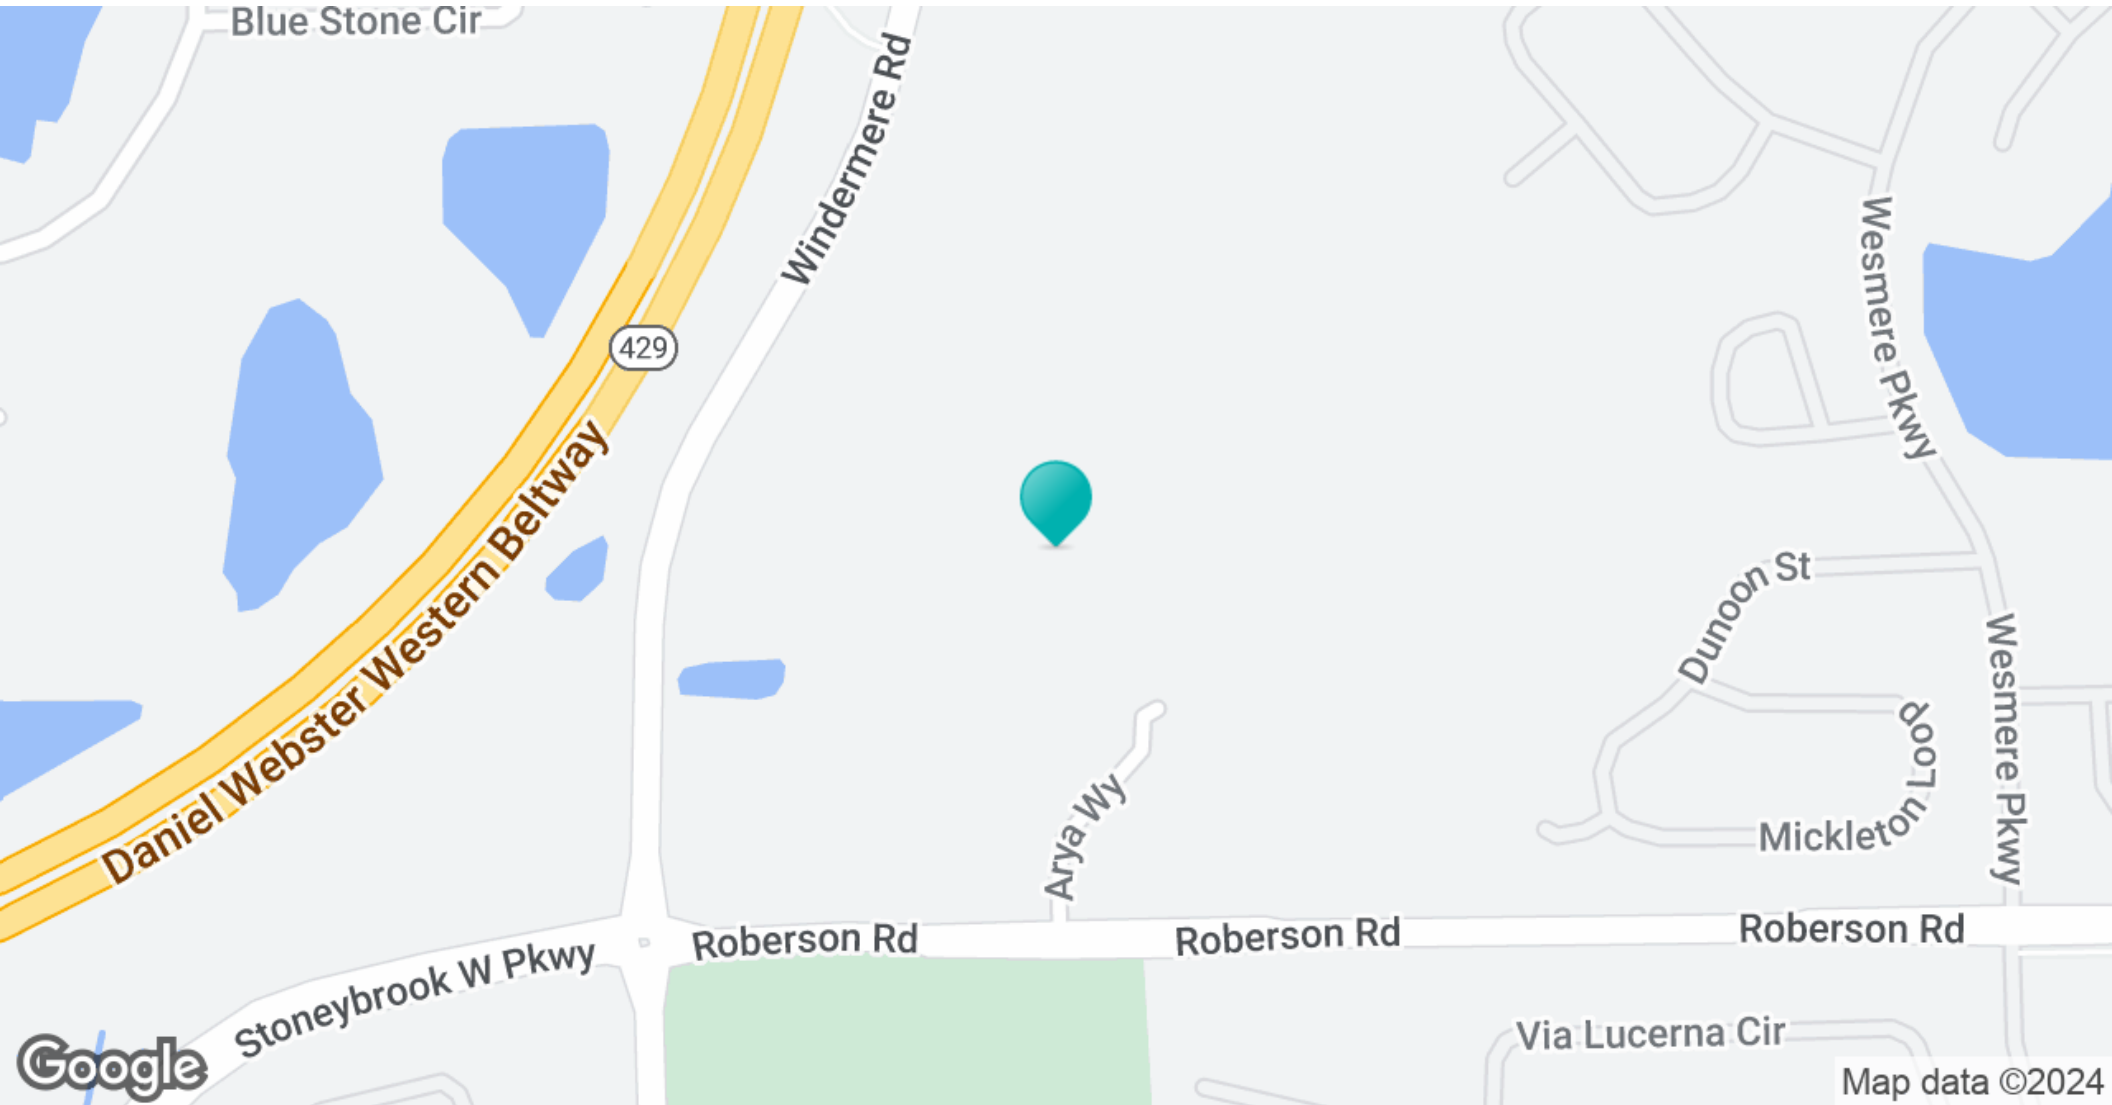 Blue Stone Cir
Windermere Rd
429
Daniel Webster Western Beltway
Wesmere Pkwy
Dunoon St
Wesmere Pkwy
Mickleton Loop
Arya Wy
Roberson Rd
Roberson Rd
Roberson Rd
Stoneybrook W Pkwy
Via Lucerna Cir
Google
Map data ©2024